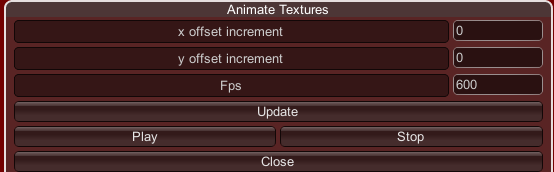 Animate Textures
x offset increment 0
y offset increment 0
Fps 600
Update
Play Stop
Close